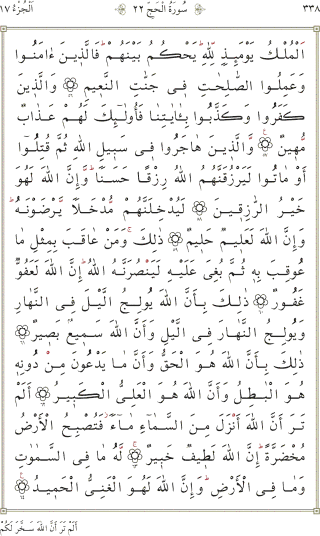 ٣٣٨ سُورَةُ ٱلْحَجِّ ٢٢ ٱلْجُزْءُ ١٧
ٱلْمُلْكُ يَوْمَئِذٍ لِّلَّهِ يَحْكُمُ بَيْنَهُمْ فَٱلَّذِينَ ءَامَنُوا
وَعَمِلُوا ٱلصَّٰلِحَٰتِ فِى جَنَّٰتِ ٱلنَّعِيمِ ۝ وَٱلَّذِينَ
كَفَرُوا وَكَذَّبُوا بِـَٔايَٰتِنَا فَأُولَٰٓئِكَ لَهُمْ عَذَابٌ
مُّهِينٌ ۝ وَٱلَّذِينَ هَاجَرُوا فِى سَبِيلِ ٱللَّهِ ثُمَّ قُتِلُوٓا
أَوْ مَاتُوا لَيَرْزُقَنَّهُمُ ٱللَّهُ رِزْقًا حَسَنًا وَإِنَّ ٱللَّهَ لَهُوَ
خَيْرُ ٱلرَّٰزِقِينَ ۝ لَيُدْخِلَنَّهُم مُّدْخَلًا يَرْضَوْنَهُۥ
وَإِنَّ ٱللَّهَ لَعَلِيمٌ حَلِيمٌ ۝ ذَٰلِكَ وَمَنْ عَاقَبَ بِمِثْلِ مَا
عُوقِبَ بِهِۦ ثُمَّ بُغِىَ عَلَيْهِ لَيَنصُرَنَّهُ ٱللَّهُ إِنَّ ٱللَّهَ لَعَفُوٌّ
غَفُورٌ ۝ ذَٰلِكَ بِأَنَّ ٱللَّهَ يُولِجُ ٱلَّيْلَ فِى ٱلنَّهَارِ
وَيُولِجُ ٱلنَّهَارَ فِى ٱلَّيْلِ وَأَنَّ ٱللَّهَ سَمِيعٌۢ بَصِيرٌ ۝
ذَٰلِكَ بِأَنَّ ٱللَّهَ هُوَ ٱلْحَقُّ وَأَنَّ مَا يَدْعُونَ مِن دُونِهِۦ
هُوَ ٱلْبَٰطِلُ وَأَنَّ ٱللَّهَ هُوَ ٱلْعَلِىُّ ٱلْكَبِيرُ ۝ أَلَمْ
تَرَ أَنَّ ٱللَّهَ أَنزَلَ مِنَ ٱلسَّمَآءِ مَآءً فَتُصْبِحُ ٱلْأَرْضُ
مُخْضَرَّةً إِنَّ ٱللَّهَ لَطِيفٌ خَبِيرٌ ۝ لَّهُۥ مَا فِى ٱلسَّمَٰوَٰتِ
وَمَا فِى ٱلْأَرْضِ وَإِنَّ ٱللَّهَ لَهُوَ ٱلْغَنِىُّ ٱلْحَمِيدُ ۝
أَلَمْ تَرَ أَنَّ ٱللَّهَ سَخَّرَ لَكُم